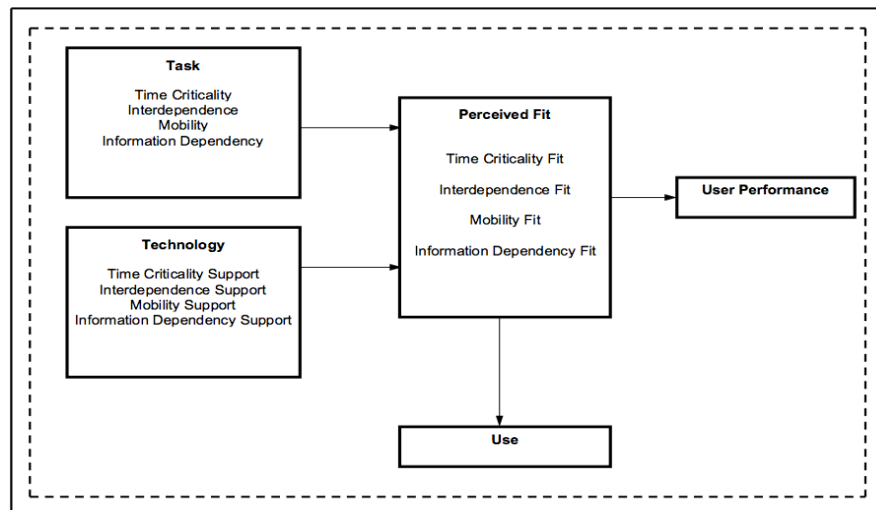 Task
Time Criticality
Interdependence
Mobility
Information Dependency
Technology
Time Criticality Support
Interdependence Support
Mobility Support
Information Dependency Support
Perceived Fit
Time Criticality Fit
Interdependence Fit
Mobility Fit
Information Dependency Fit
User Performance
Use